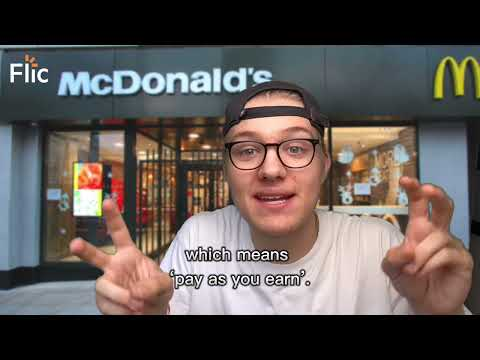 Flic
McDonald's
M
which means
'pay as you earn'.